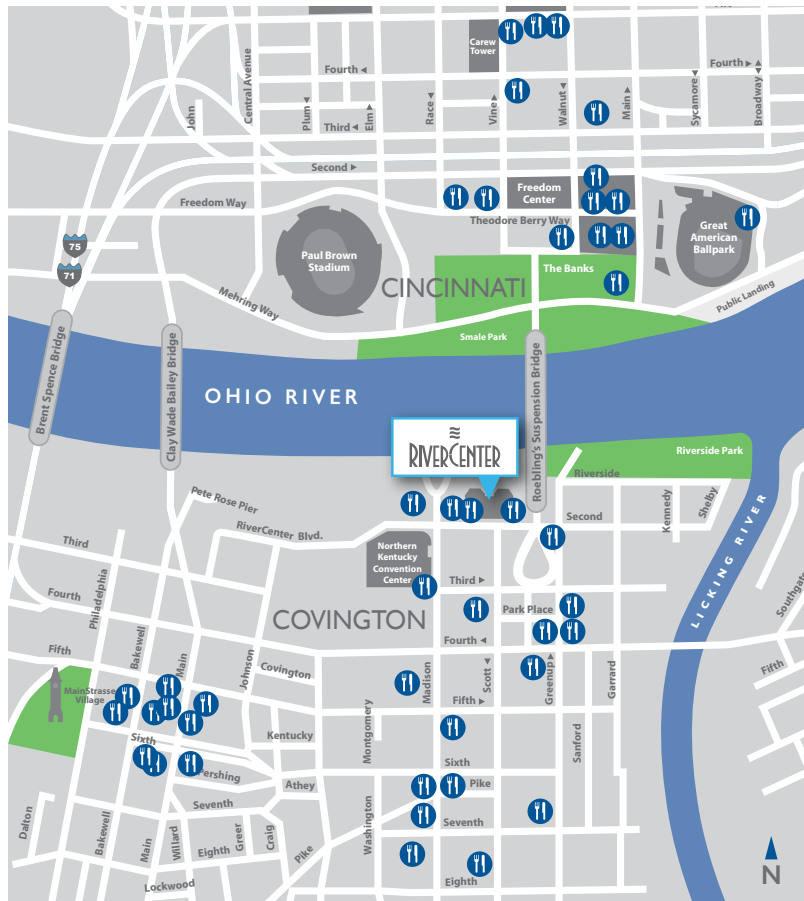 Carew
Tower
Fourth
Fourth
Central Avenue
John
Plum
Elm
Race
Vine
Walnut
Main
Sycamore
Broadway
Third
Second
Freedom Way
Freedom
Center
Theodore Berry Way
Great
American
Ballpark
75
71
Paul Brown
Stadium
CINCINNATI
The Banks
Mehring Way
Public Landing
Smale Park
Brent Spence Bridge
Clay Wade Bailey Bridge
Roebling's Suspension Bridge
OHIO RIVER
RIVERCENTER
Riverside Park
Riverside
Pete Rose Pier
RiverCenter Blvd.
Second
Kennedy
Shelby
LICKING RIVER
Southgate
Third
Northern
Kentucky
Convention
Center
Third
Fourth
Philadelphia
Park Place
COVINGTON
Fourth
Fifth
Bakewell
Main
Johnson
Covington
Madison
Scott
Greenup
Garrard
Fifth
MainStrasse
Village
Fifth
Montgomery
Kentucky
Sanford
Sixth
Sixth
Pershing
Athey
Pike
Seventh
Seventh
Dalton
Bakewell
Main
Willard
Greer
Craig
Pike
Washington
Eighth
Eighth
Lockwood
N